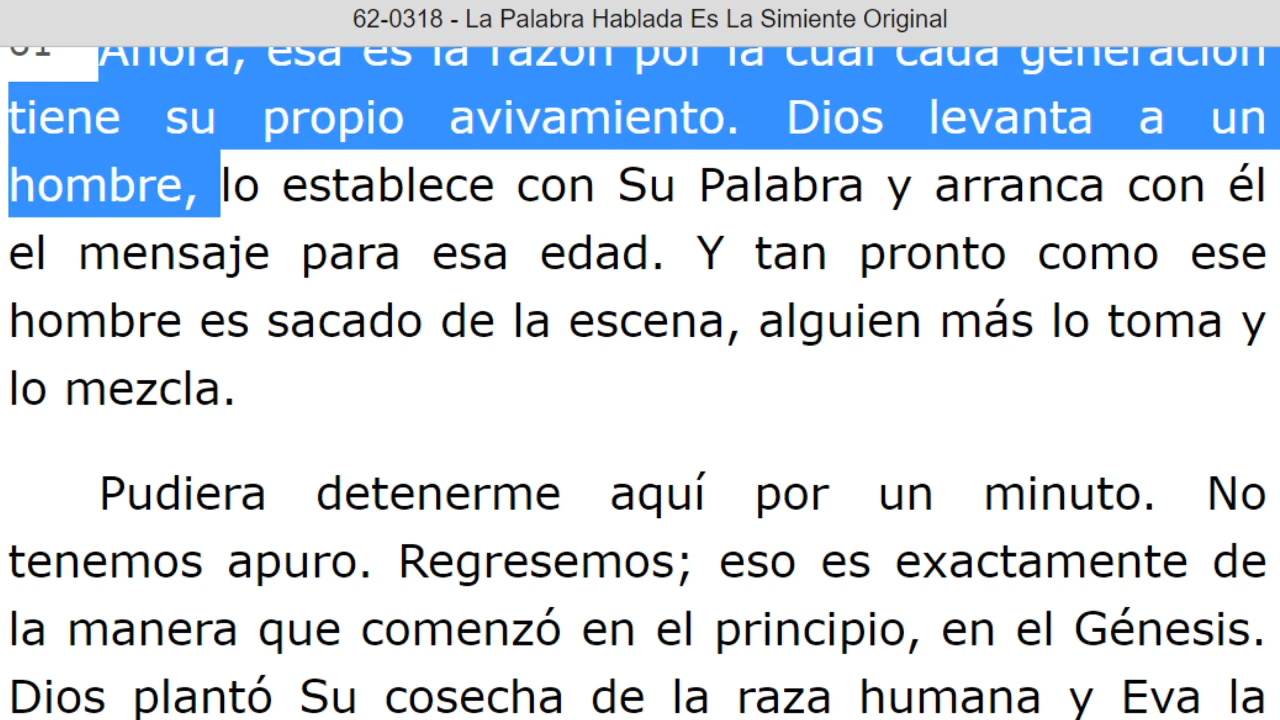 62-0318 - La Palabra Hablada Es La Simiente Original
61 Ahora, esa es la razón por la cual cada generación
tiene su propio avivamiento. Dios levanta a un
hombre, lo establece con Su Palabra y arranca con él
el mensaje para esa edad. Y tan pronto como ese
hombre es sacado de la escena, alguien más lo toma y
lo mezcla.
Pudiera detenerme aquí por un minuto. No
tenemos apuro. Regresemos; eso es exactamente de
la manera que comenzó en el principio, en el Génesis.
Dios plantó Su cosecha de la raza humana y Eva la